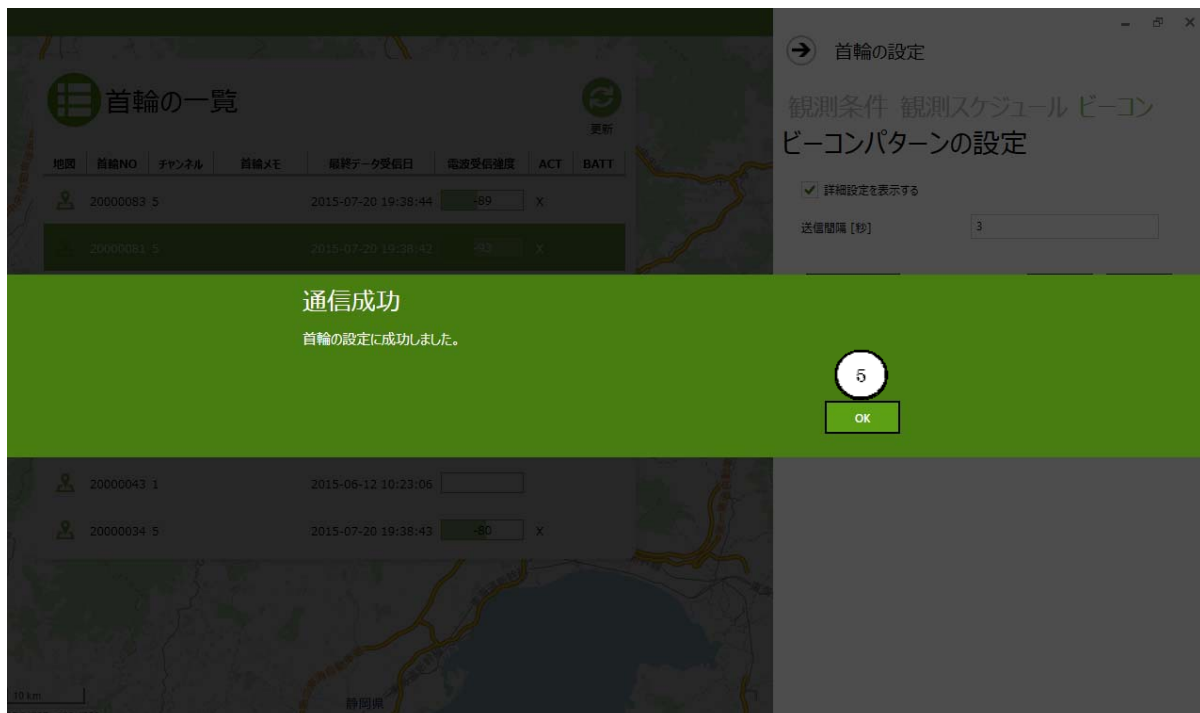 首輪の設定
首輪の一覧
更新
観測条件 観測スケジュール ビーコン
ビーコンパターンの設定
地図 首輪NO チャンネル 首輪メモ 最終データ受信日 電波受信強度 ACT BATT
詳細設定を表示する
20000083 5 2015-07-20 19:38:44 -89 X
送信間隔 [秒] 3
20000081 5 2015-07-20 19:38:42 -93 X
通信成功
首輪の設定に成功しました。
5
OK
20000043 1 2015-06-12 10:23:06
20000034 5 2015-07-20 19:38:43 -80 X
10 km
静岡県